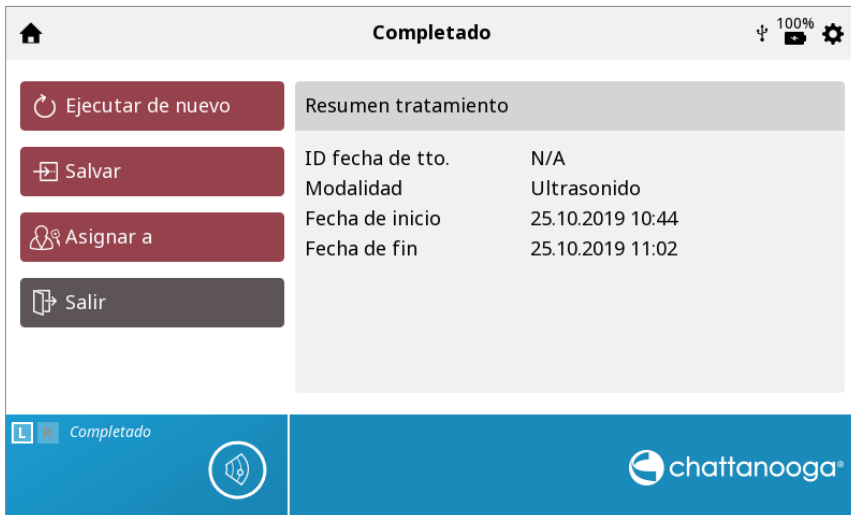 Completado
100%
Ejecutar de nuevo
Salvar
Asignar a
Salir
Resumen tratamiento
ID fecha de tto. N/A
Modalidad Ultrasonido
Fecha de inicio 25.10.2019 10:44
Fecha de fin 25.10.2019 11:02
L R Completado
chattanooga®